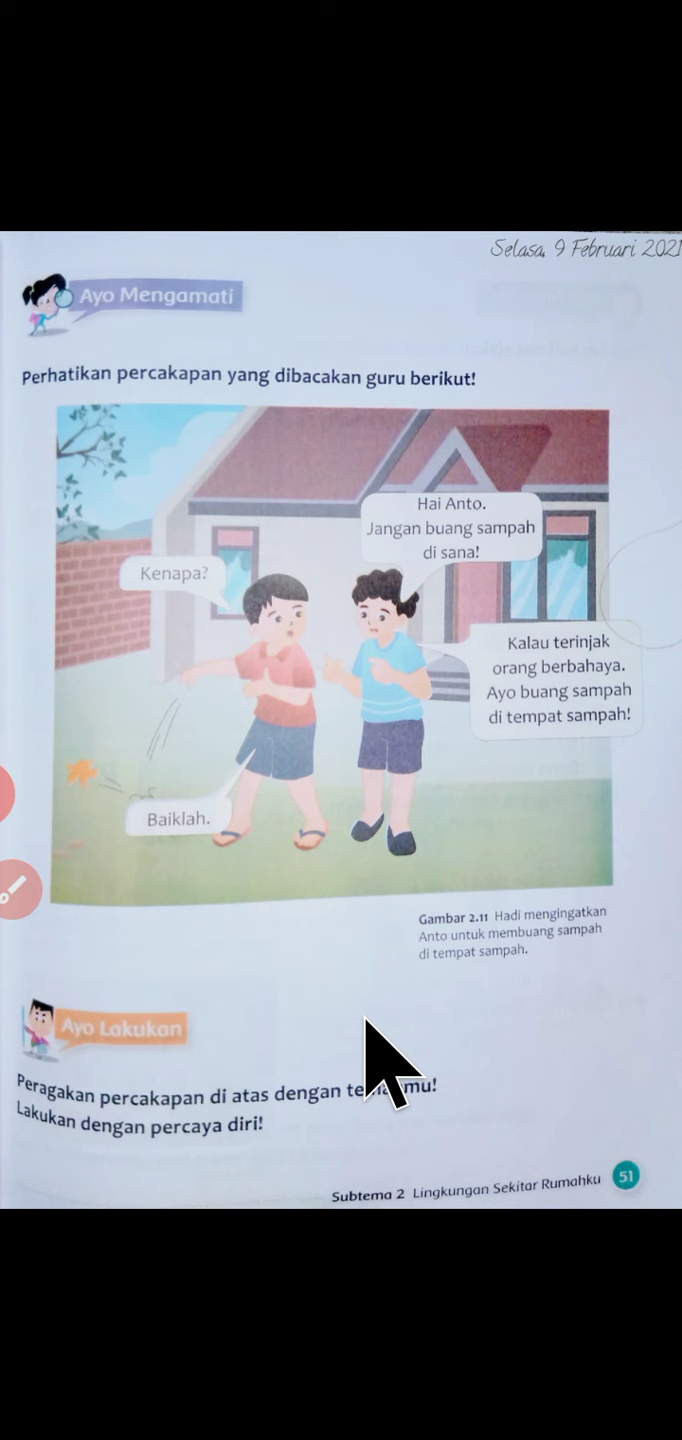 Selasa, 9 Februari 2021
Ayo Mengamati
Perhatikan percakapan yang dibacakan guru berikut!
Hai Anto.
Jangan buang sampah
di sana!
Kenapa?
Kalau terinjak
orang berbahaya.
Ayo buang sampah
di tempat sampah!
Baiklah.
Gambar 2.11 Hadi mengingatkan
Anto untuk membuang sampah
di tempat sampah.
Ayo Lakukan
Peragakan percakapan di atas dengan
Lakukan dengan percaya diri!
Subtema 2 Lingkungan Sekitar Rumahku 51